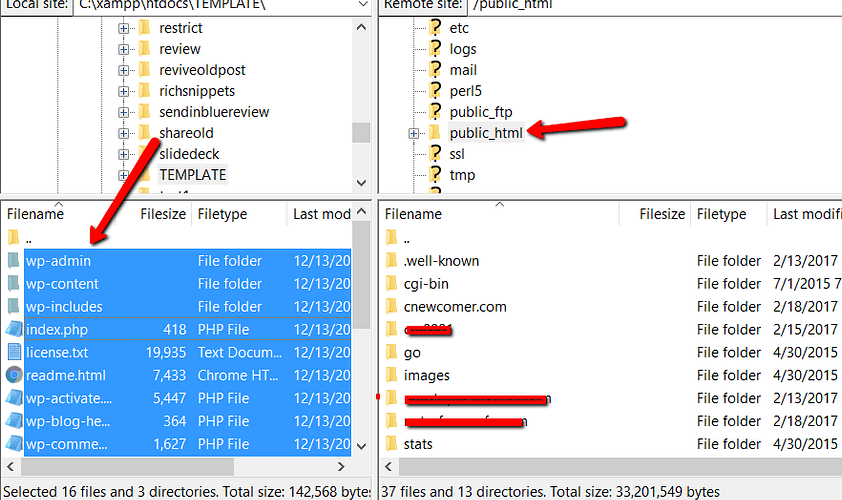 Local site: C:\xampp\htdocs\TEMPLATE\
restrict
review
reviveoldpost
richsnippets
sendinbluereview
shareold
slidedeck
TEMPLATE
Remote site: /public_html
etc
logs
mail
perl5
public_ftp
public_html
ssl
tmp
Filename Filesize Filetype Last mod
..
wp-admin File folder 12/13/20
wp-content File folder 12/13/20
wp-includes File folder 12/13/20
index.php 418 PHP File 12/13/20
license.txt 19,935 Text Docum... 12/13/20
readme.html 7,433 Chrome HT... 12/13/20
wp-activate.... 5,447 PHP File 12/13/20
wp-blog-he... 364 PHP File 12/13/20
wp-comme... 1,627 PHP File 12/13/20
Selected 16 files and 3 directories. Total size: 142,568 bytes
Filename Filesize Filetype Last modifi
..
.well-known File folder 2/13/2017
cgi-bin File folder 7/1/2015 7
cnewcomer.com File folder 2/18/2017
File folder 2/15/2017
go File folder 4/30/2015
images File folder 4/30/2015
File folder 2/13/2017
File folder 2/18/2017
stats File folder 4/30/2015
37 files and 13 directories. Total size: 33,201,549 bytes